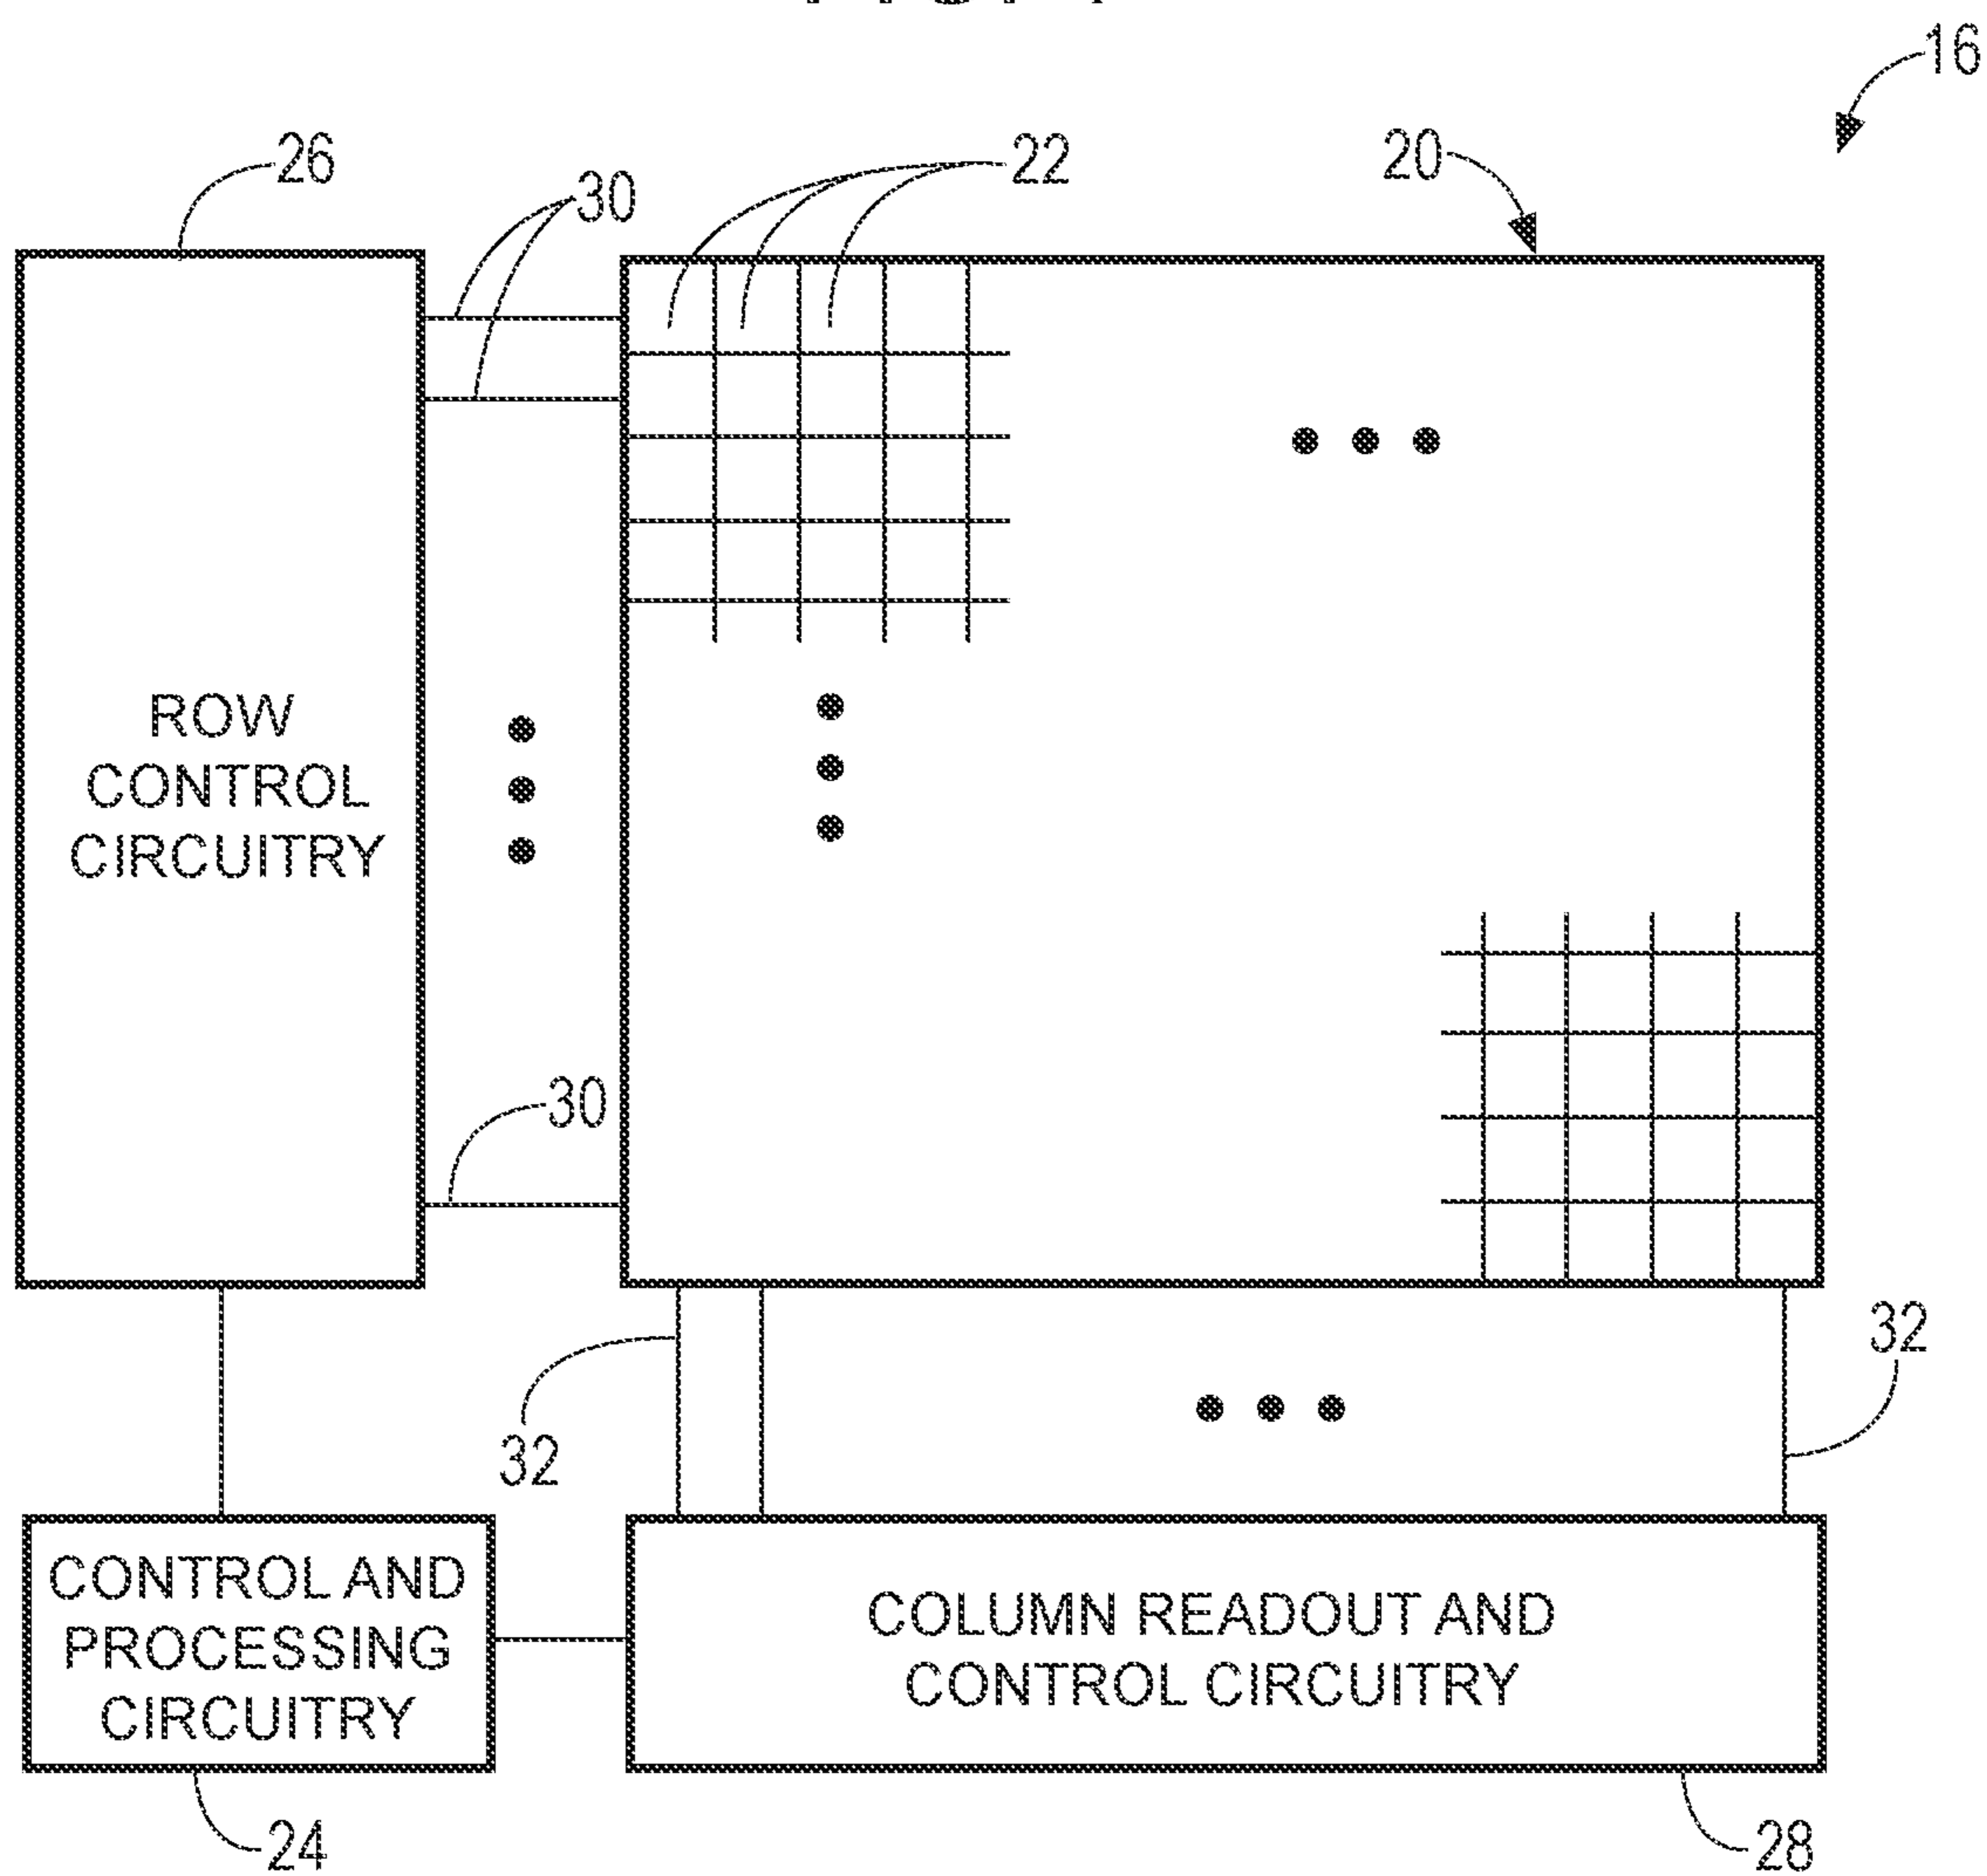 16
26
30
22
20
ROW
CONTROL
CIRCUITRY
30
32
32
CONTROL AND
PROCESSING
CIRCUITRY
COLUMN READOUT AND
CONTROL CIRCUITRY
24
28